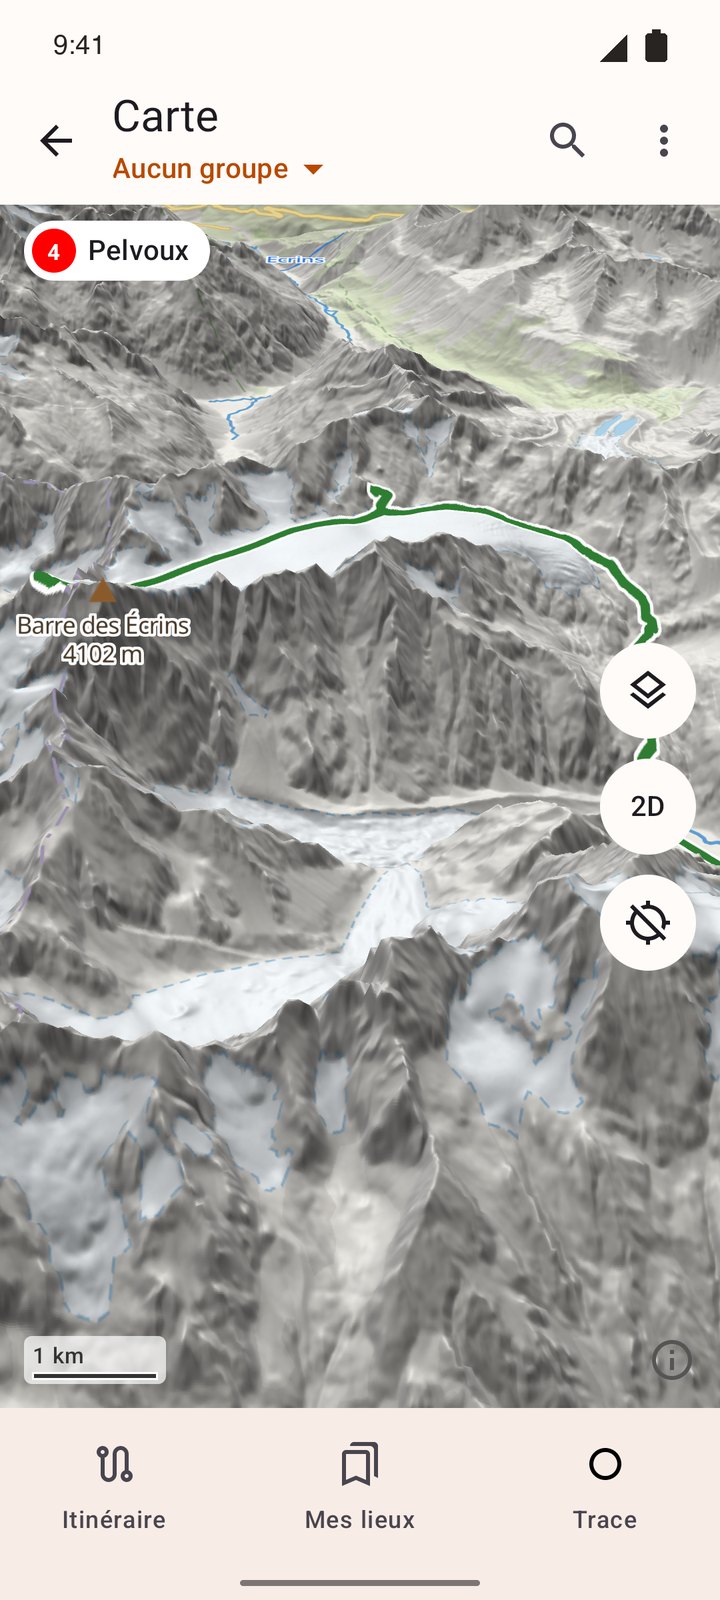 9:41
Carte
Aucun groupe
4 Pelvoux
Ecrins
Barre des Écrins
4102 m
2D
1 km
Itinéraire
Mes lieux
Trace